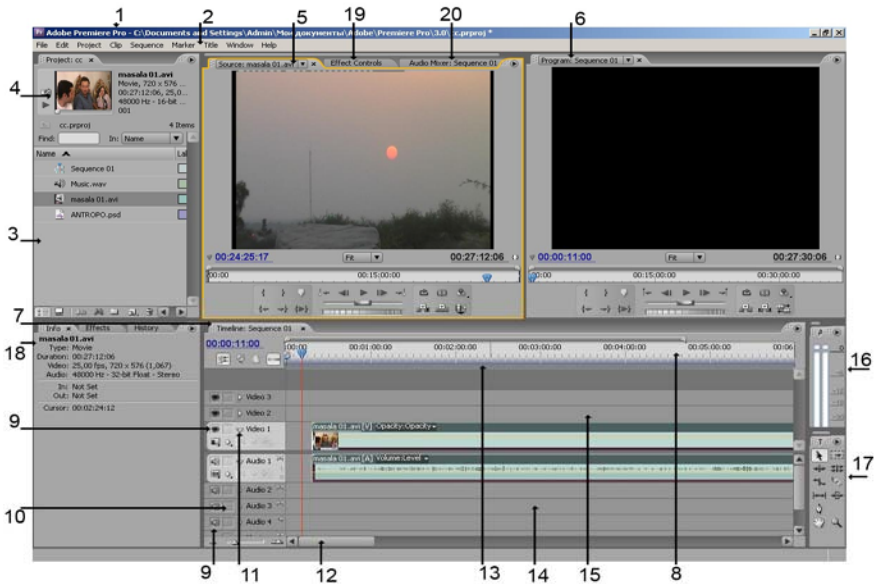 1 2 5 19 20 6
Adobe Premiere Pro - C:\Documents and Settings\Admin\Мои документы\Adobe\Premiere Pro\3.0\cc.prproj *
File Edit Project Clip Sequence Marker Title Window Help
Project: cc
Source: masala 01.avi Effect Controls Audio Mixer: Sequence 01
Program: Sequence 01
4
masala 01.avi
Movie, 720 x 576 ...
00:27:12:06, 25,0...
48000 Hz - 16-bit ...
001
cc.prproj 4 Items
Find: In: Name
Name Lal
Sequence 01
Music.wav
masala 01.avi
ANTROPO.psd
3
00:24:25:17 Fit 00:27:12:06
00:00 00:15:00:00
00:00:11:00 Fit 00:27:30:06
00:00 00:15:00:00 00:30:00:00
7
Info Effects History
18
masala 01.avi
Type: Movie
Duration: 00:27:12:06
Video: 25,00 fps, 720 x 576 (1,067)
Audio: 48000 Hz - 32-bit Float - Stereo
In: Not Set
Out: Not Set
Cursor: 00:02:24:12
Timeline: Sequence 01
00:00:11:00
00:00 00:01:00:00 00:02:00:00 00:03:00:00 00:04:00:00 00:05:00:00 00:06
Video 3
Video 2
9
Video 1
masala 01.avi [V] Opacity:Opacity
Audio 1
masala 01.avi [A] Volume:Level
Audio 2
10
Audio 3
Audio 4
16
0
17
9 11 12 13 14 15 8